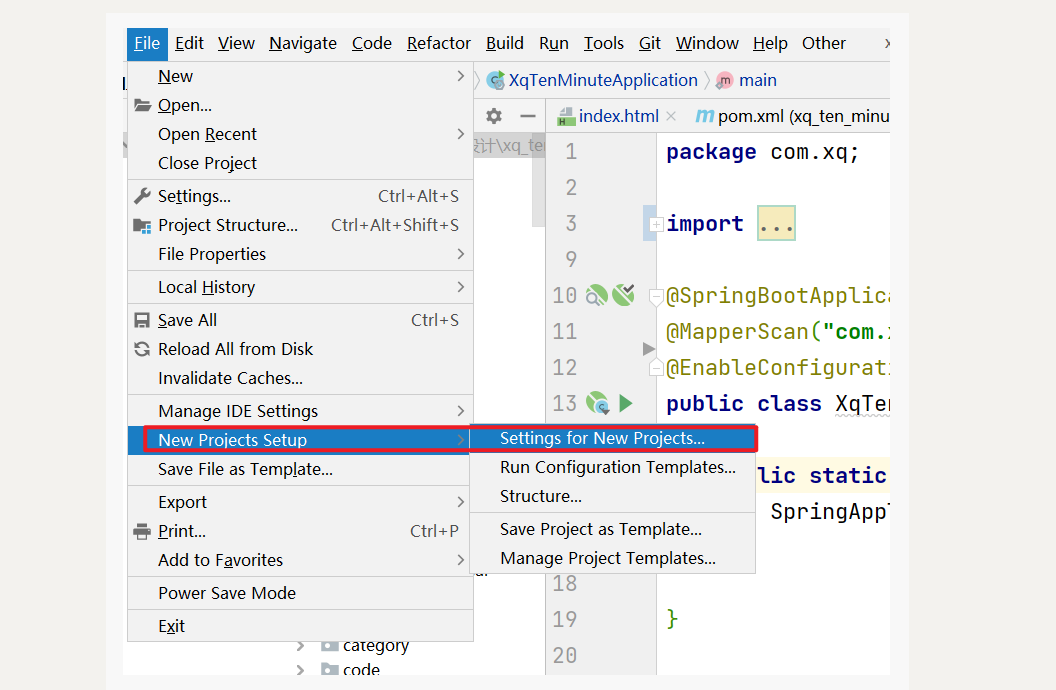 File Edit View Navigate Code Refactor Build Run Tools Git Window Help Other
New
Open...
Open Recent
Close Project
Settings... Ctrl+Alt+S
Project Structure... Ctrl+Alt+Shift+S
File Properties
Local History
Save All Ctrl+S
Reload All from Disk
Invalidate Caches...
Manage IDE Settings
New Projects Setup
Save File as Template...
Export
Print... Ctrl+P
Add to Favorites
Power Save Mode
Exit
Settings for New Projects...
Run Configuration Templates...
Structure...
Save Project as Template...
Manage Project Templates...
XqTenMinuteApplication main
index.html pom.xml (xq_ten_minu
计\xq_te
1 package com.xq;
2
3 import ...
9
10 @SpringBootApplica
11 @MapperScan("com.x
12 @EnableConfigurati
13 public class XqTen
lic static
SpringAppl
18
19 }
20
category
code